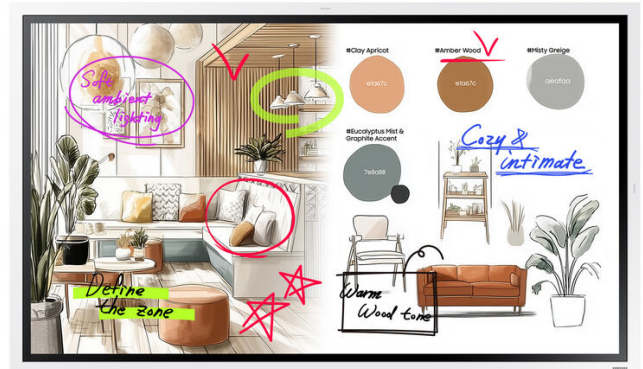 Soft
ambient
lighting
Define
the zone
#Clay Apricot
e1a67c
#Amber Wood
e1a67c
#Misty Greige
#Eucalyptus Mist &
Graphite Accent
7e8a88
Cozy &
intimate
Warm
Wood tone